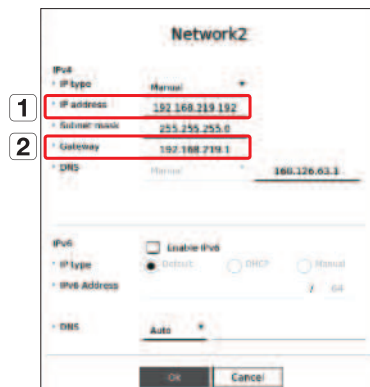 Network2
IPv4
IP type Manual
1 IP address 192.168.219.192
Subnet mask 255.255.255.0
2 Gateway 192.168.219.1
DNS Manual 168.126.63.1
IPv6 Enable IPv6
IP type Default DHCP Manual
IPv6 Address / 64
DNS Auto
OK Cancel